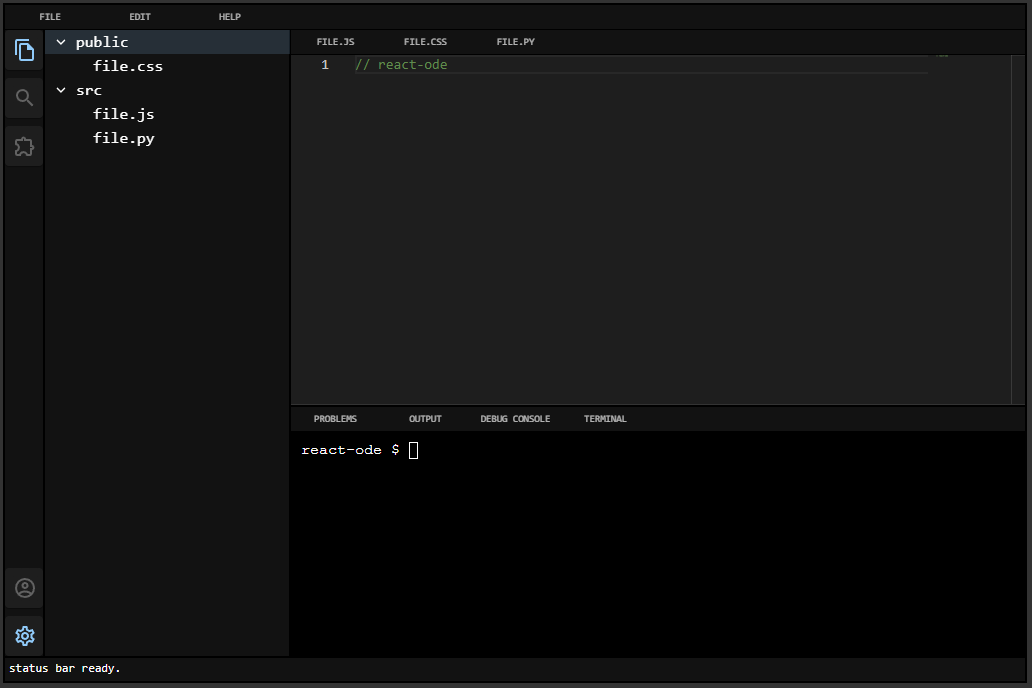 FILE EDIT HELP
public
file.css
src
file.js
file.py
FILE.JS FILE.CSS FILE.PY
1 // react-ode
PROBLEMS OUTPUT DEBUG CONSOLE TERMINAL
react-ode $
status bar ready.